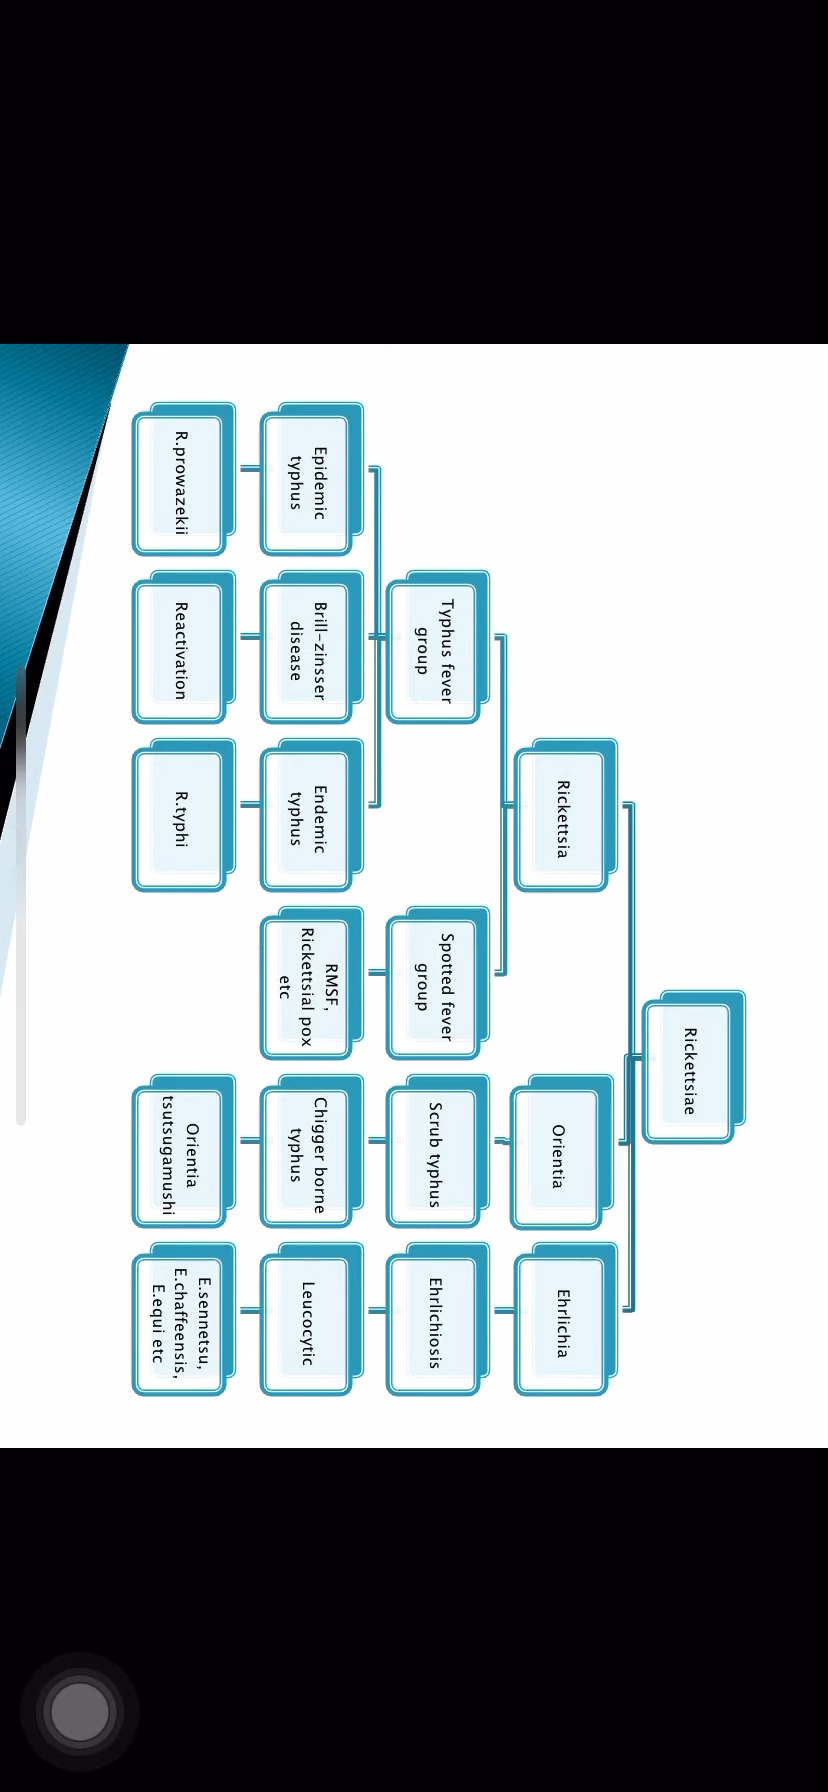 Rickettsiae
Rickettsia
Orientia
Ehrlichia
Typhus fever
group
Spotted fever
group
Scrub typhus
Ehrlichiosis
Epidemic
typhus
Brill-zinsser
disease
Endemic
typhus
RMSF,
Rickettsial pox
etc
Chigger borne
typhus
Leucocytic
R.prowazekii
Reactivation
R.typhi
Orientia
tsutsugamushi
E.sennetsu,
E.chaffeensis,
E.equi etc